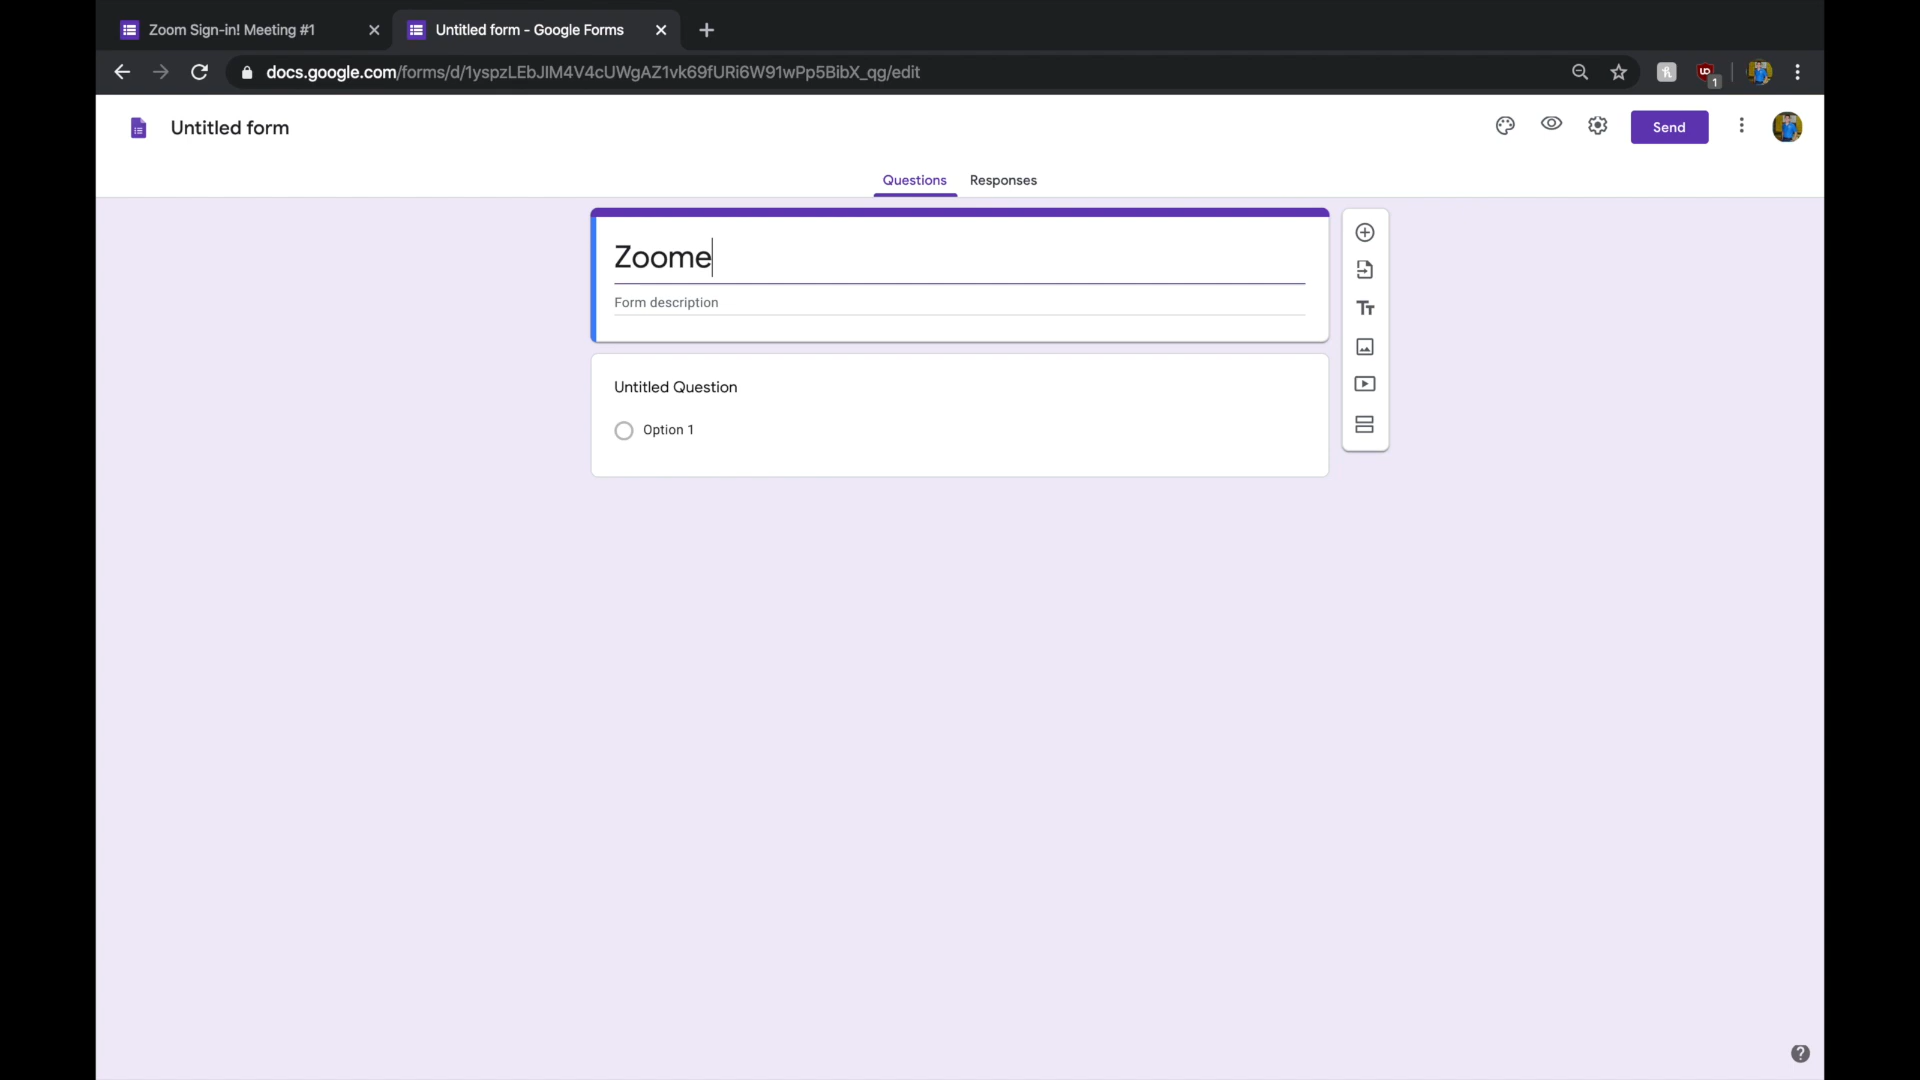 Zoom Sign-in! Meeting #1
Untitled form - Google Forms
docs.google.com/forms/d/1yspzLEbJIM4V4cUWgAZ1vk69fURi6W91wPp5BibX_qg/edit
1
Untitled form
Send
Questions
Responses
Zoome
Form description
Untitled Question
Option 1